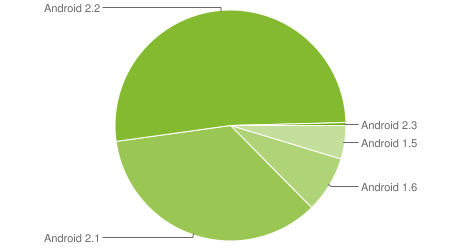 Android 2.2
Android 2.3
Android 1.5
Android 1.6
Android 2.1